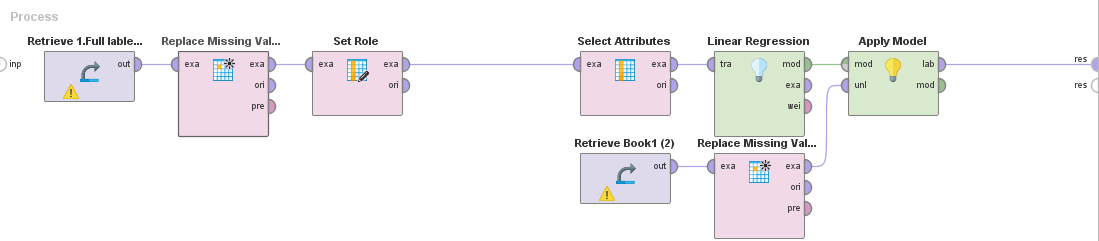 Process
Retrieve 1.Full lable... Replace Missing Val... Set Role Select Attributes Linear Regression Apply Model
inp out exa exa exa exa exa exa tra mod mod lab res
ori ori ori exa unl mod res
pre wei
Retrieve Book1 (2) Replace Missing Val...
out exa exa
ori
pre